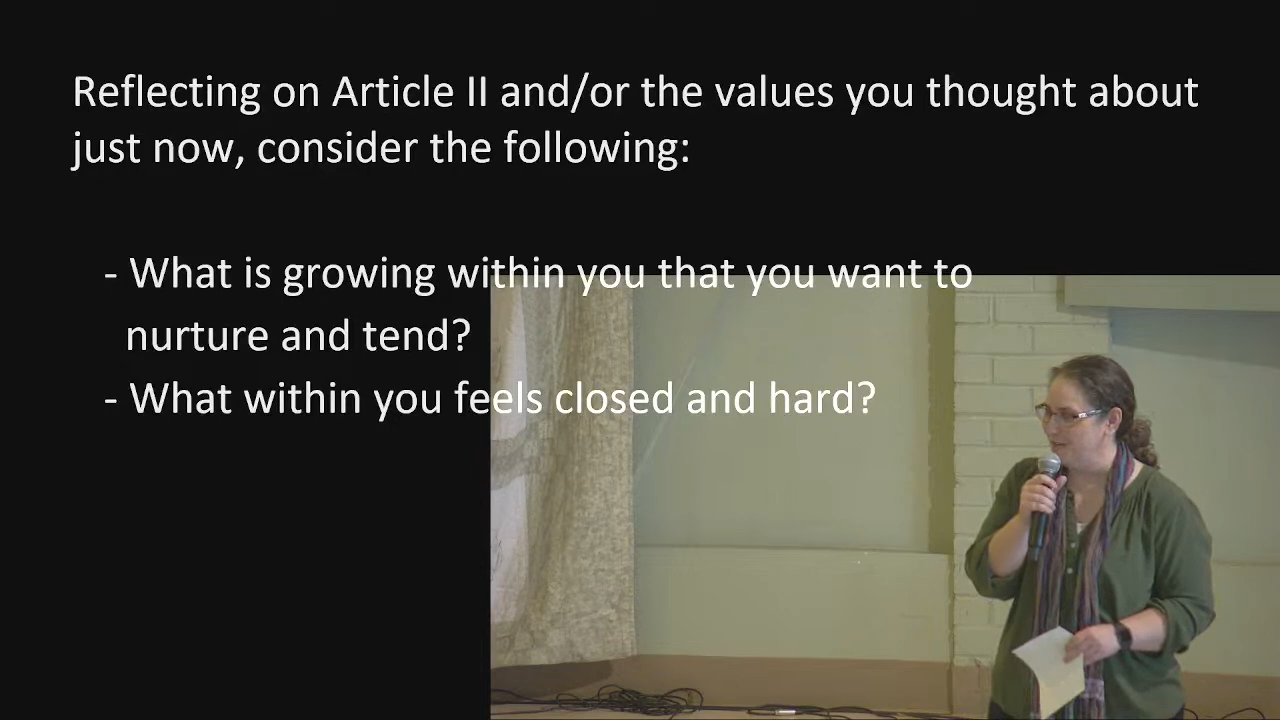 Reflecting on Article II and/or the values you thought about
just now, consider the following:
- What is growing within you that you want to
nurture and tend?
- What within you feels closed and hard?